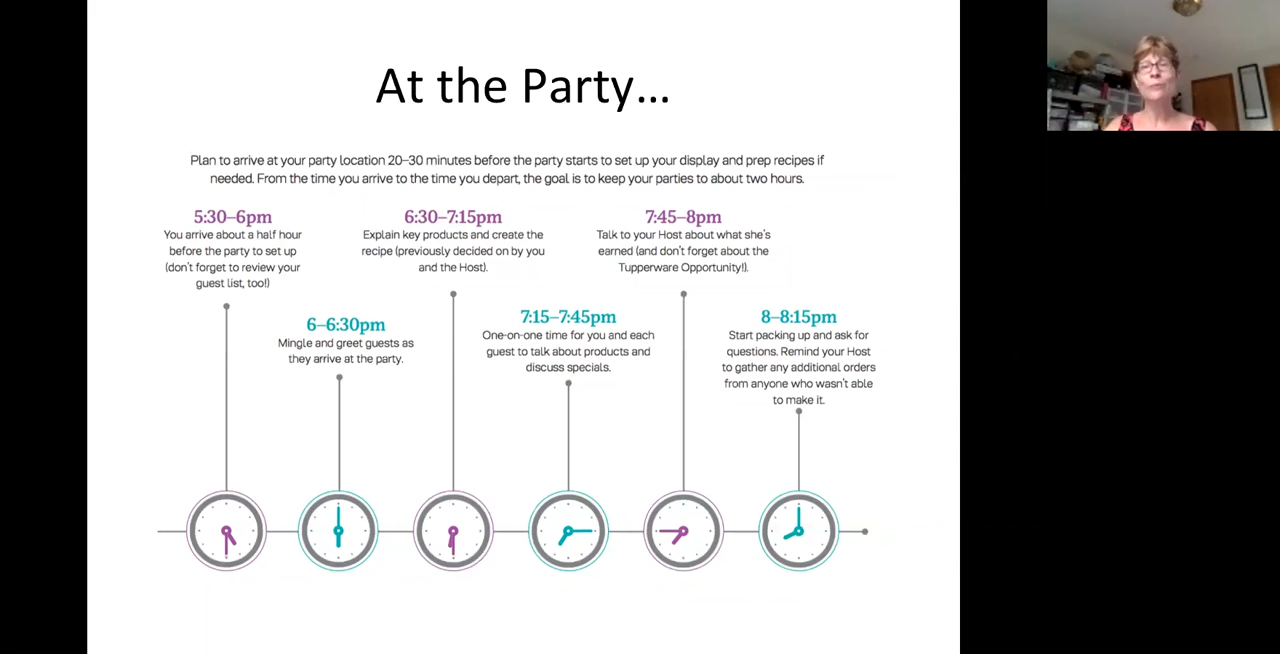 At the Party...
Plan to arrive at your party location 20–30 minutes before the party starts to set up your display and prep recipes if
needed. From the time you arrive to the time you depart, the goal is to keep your parties to about two hours.
5:30–6pm
You arrive about a half hour
before the party to set up
(don't forget to review your
guest list, too!)
6–6:30pm
Mingle and greet guests as
they arrive at the party.
6:30–7:15pm
Explain key products and create the
recipe (previously decided on by you
and the Host).
7:15–7:45pm
One-on-one time for you and each
guest to talk about products and
discuss specials.
7:45–8pm
Talk to your Host about what she's
earned (and don't forget about the
Tupperware Opportunity!).
8–8:15pm
Start packing up and ask for
questions. Remind your Host
to gather any additional orders
from anyone who wasn't able
to make it.